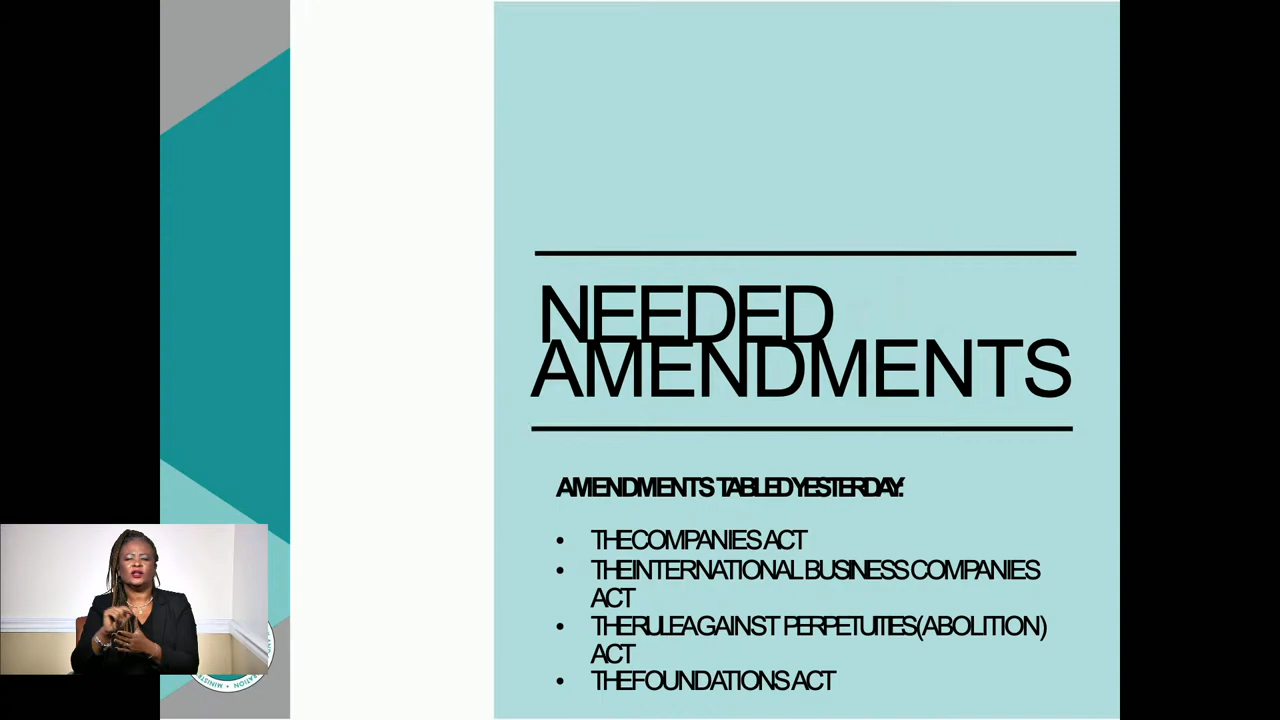 NEEDED
AMENDMENTS
AMENDMENTS TABLED YESTERDAY:
• THE COMPANIES ACT
• THE INTERNATIONAL BUSINESS COMPANIES
ACT
• THE RULE AGAINST PERPETUITIES (ABOLITION)
ACT
• THE FOUNDATIONS ACT